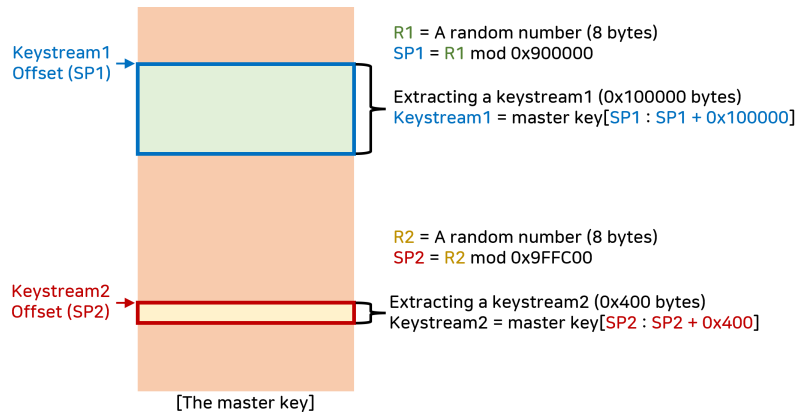 Keystream1
Offset (SP1)
R1 = A random number (8 bytes)
SP1 = R1 mod 0x900000
Extracting a keystream1 (0x100000 bytes)
Keystream1 = master key[SP1 : SP1 + 0x100000]
R2 = A random number (8 bytes)
SP2 = R2 mod 0x9FFC00
Keystream2
Offset (SP2)
Extracting a keystream2 (0x400 bytes)
Keystream2 = master key[SP2 : SP2 + 0x400]
[The master key]